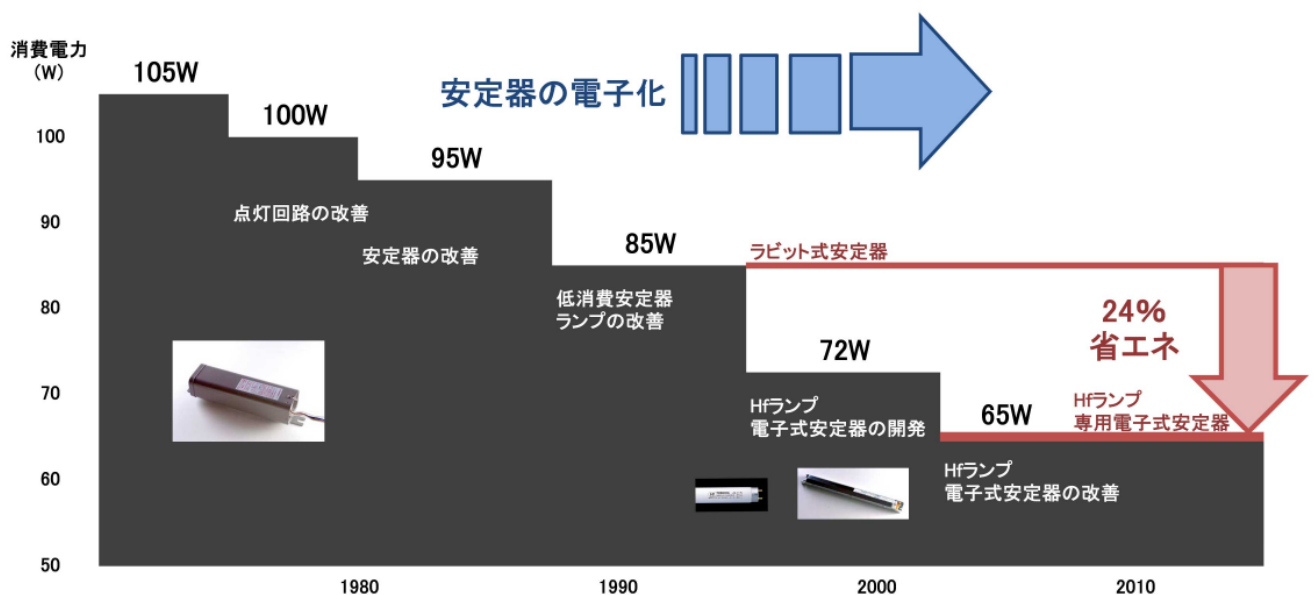 消費電力
(W)
105W
100W
95W
85W
72W
65W
安定器の電子化
100
90
80
70
60
50
点灯回路の改善
安定器の改善
低消費安定器
ランプの改善
ラビット式安定器
24%
省エネ
Hfランプ
電子式安定器の開発
Hfランプ
専用電子式安定器
Hfランプ
電子式安定器の改善
1980
1990
2000
2010